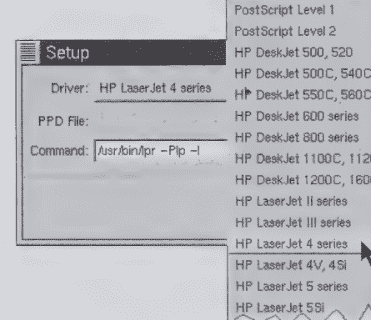 Setup
Driver: HP LaserJet 4 series
PPD File:
Command: /usr/bin/lpr -Plp -l
PostScript Level 1
PostScript Level 2
HP DeskJet 500, 520
HP DeskJet 500C, 540C
HP DeskJet 550C, 560C
HP DeskJet 600 series
HP DeskJet 800 series
HP DeskJet 1100C, 112
HP DeskJet 1200C, 160
HP LaserJet II series
HP LaserJet III series
HP LaserJet 4 series
HP LaserJet 4V, 4Si
HP LaserJet 5 series
HP LaserJet 5Si